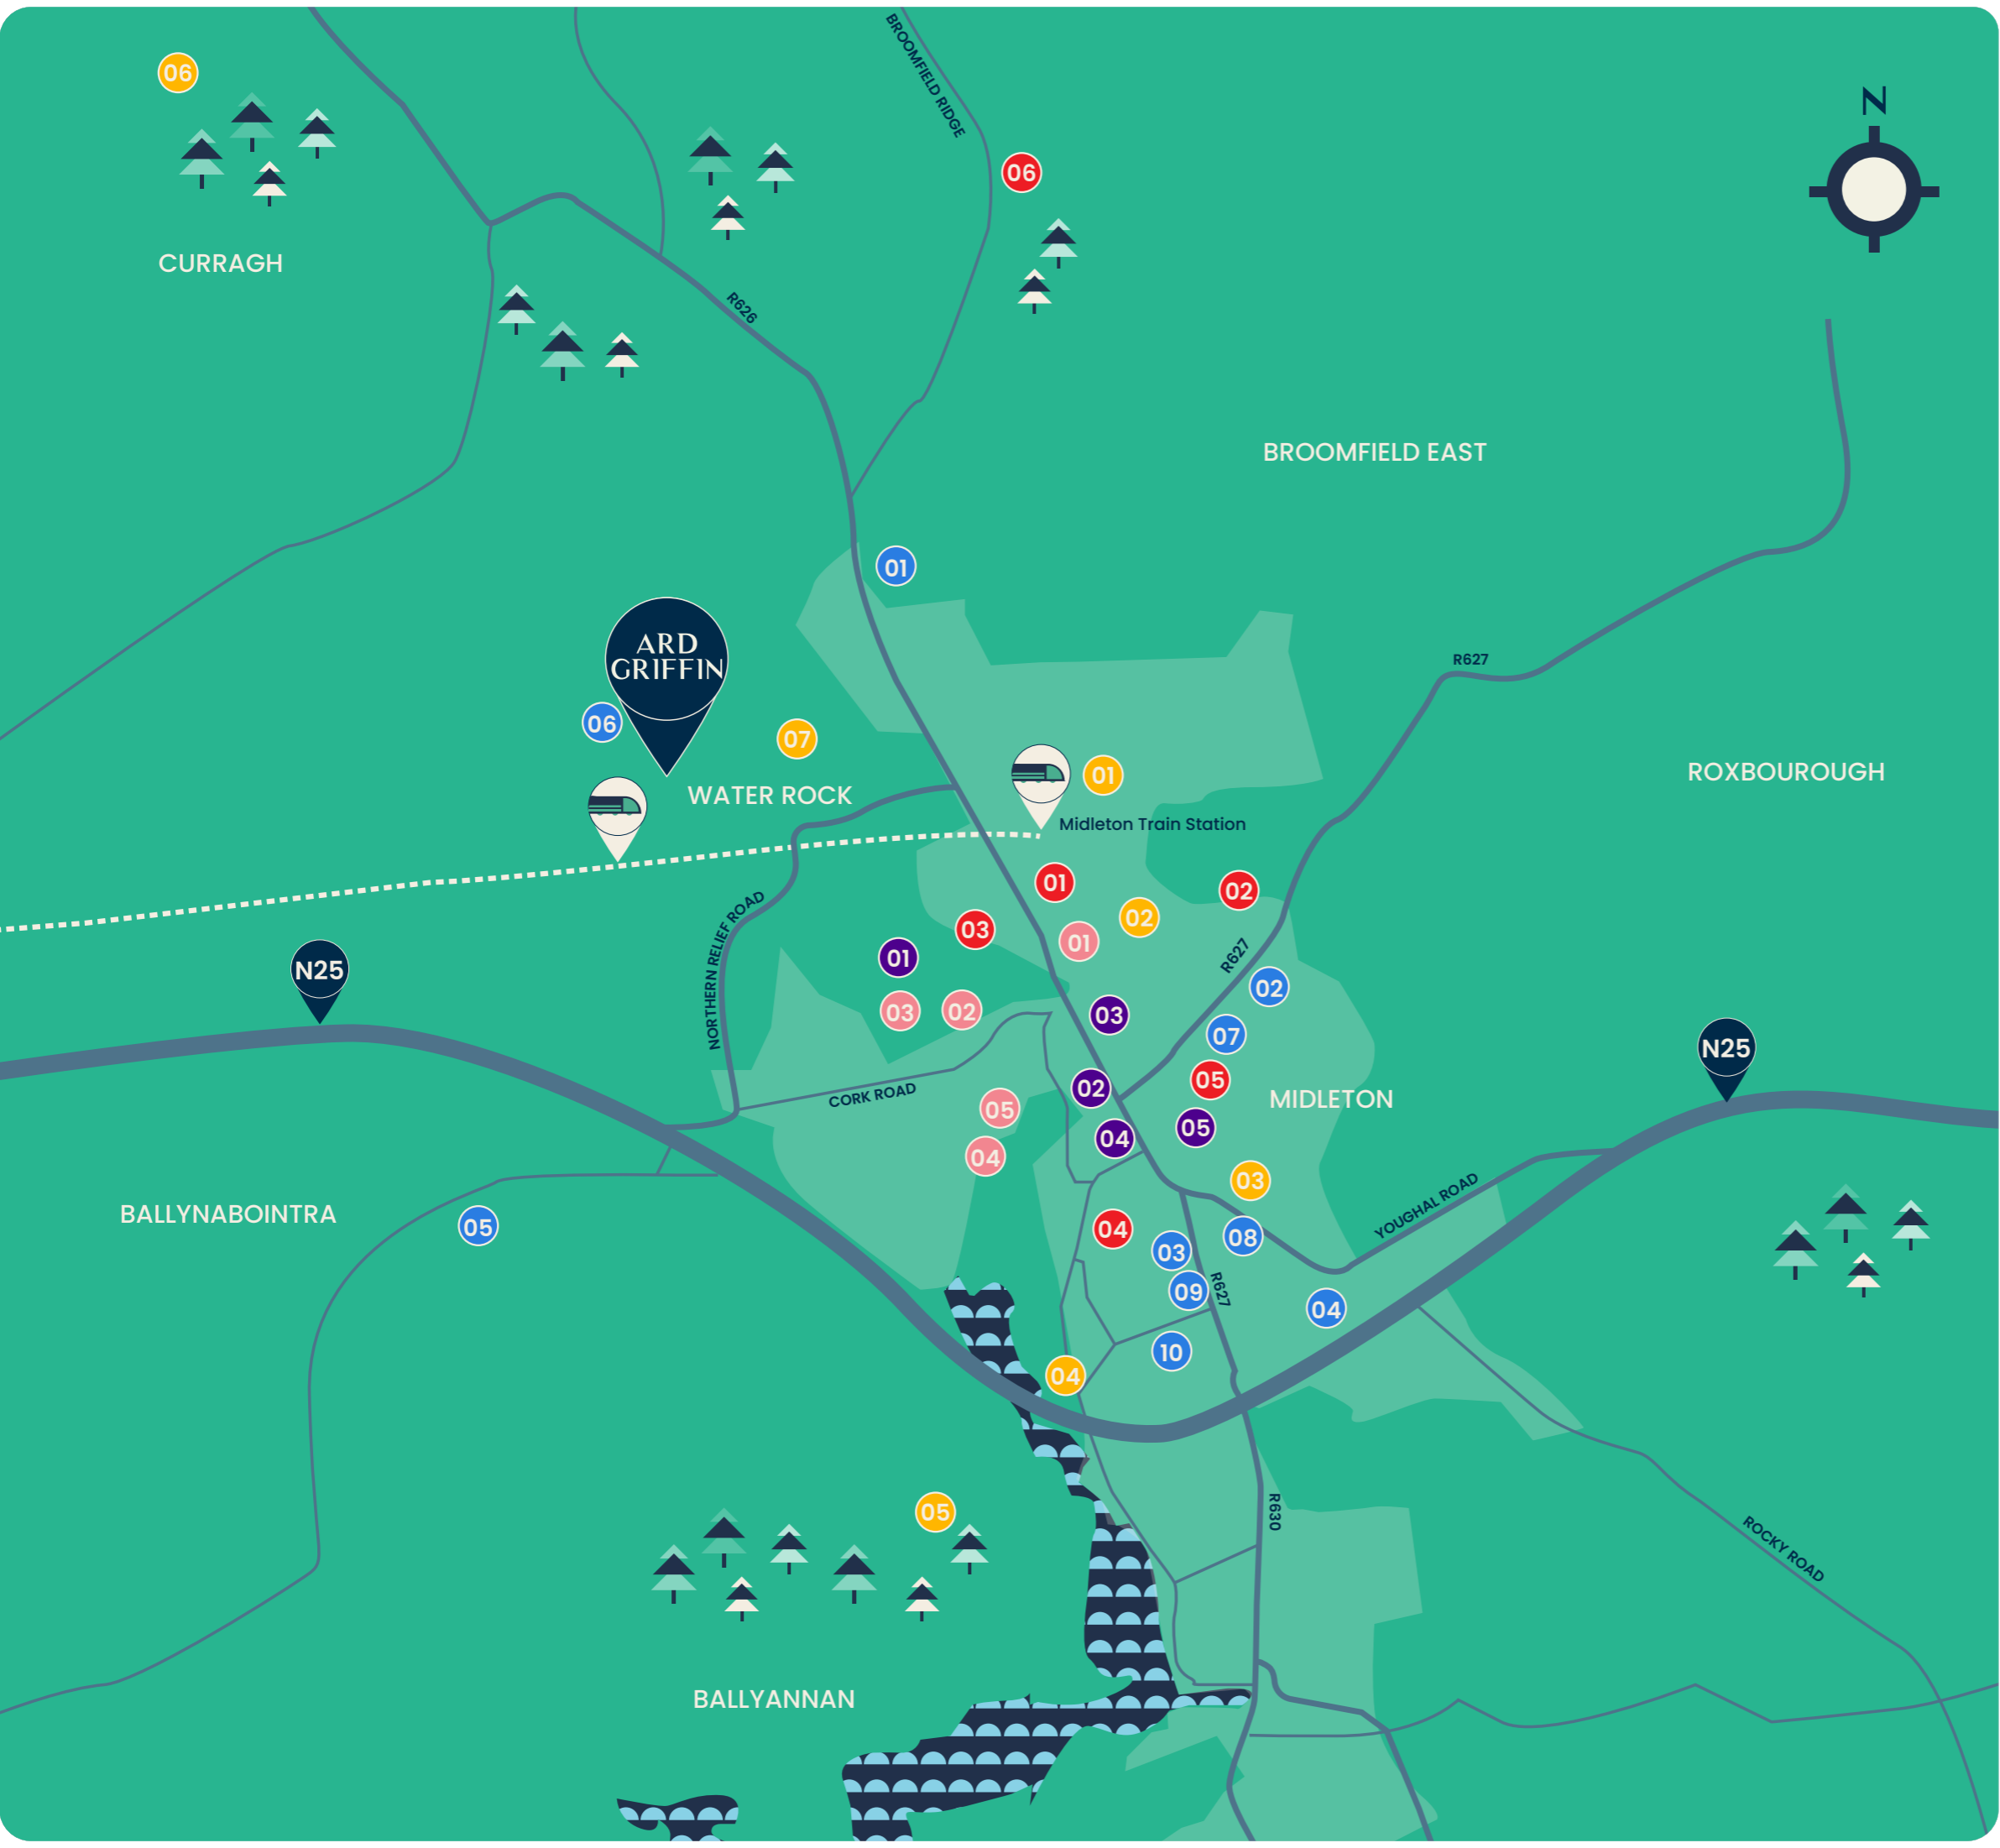 BROOMFIELD RIDGE
06
N
06
CURRAGH
R626
BROOMFIELD EAST
01
ARD
GRIFFIN
R627
06
07
01
ROXBOUROUGH
WATER ROCK
Midleton Train Station
01
02
02
03
01
NORTHERN RELIEF ROAD
01
R627
N25
02
03
02
03
07
N25
02
05
MIDLETON
CORK ROAD
05
05
04
04
03
YOUGHAL ROAD
BALLYNABOINTRA
05
04
08
03
09
R627
04
10
04
05
R630
ROCKY ROAD
BALLYANNAN